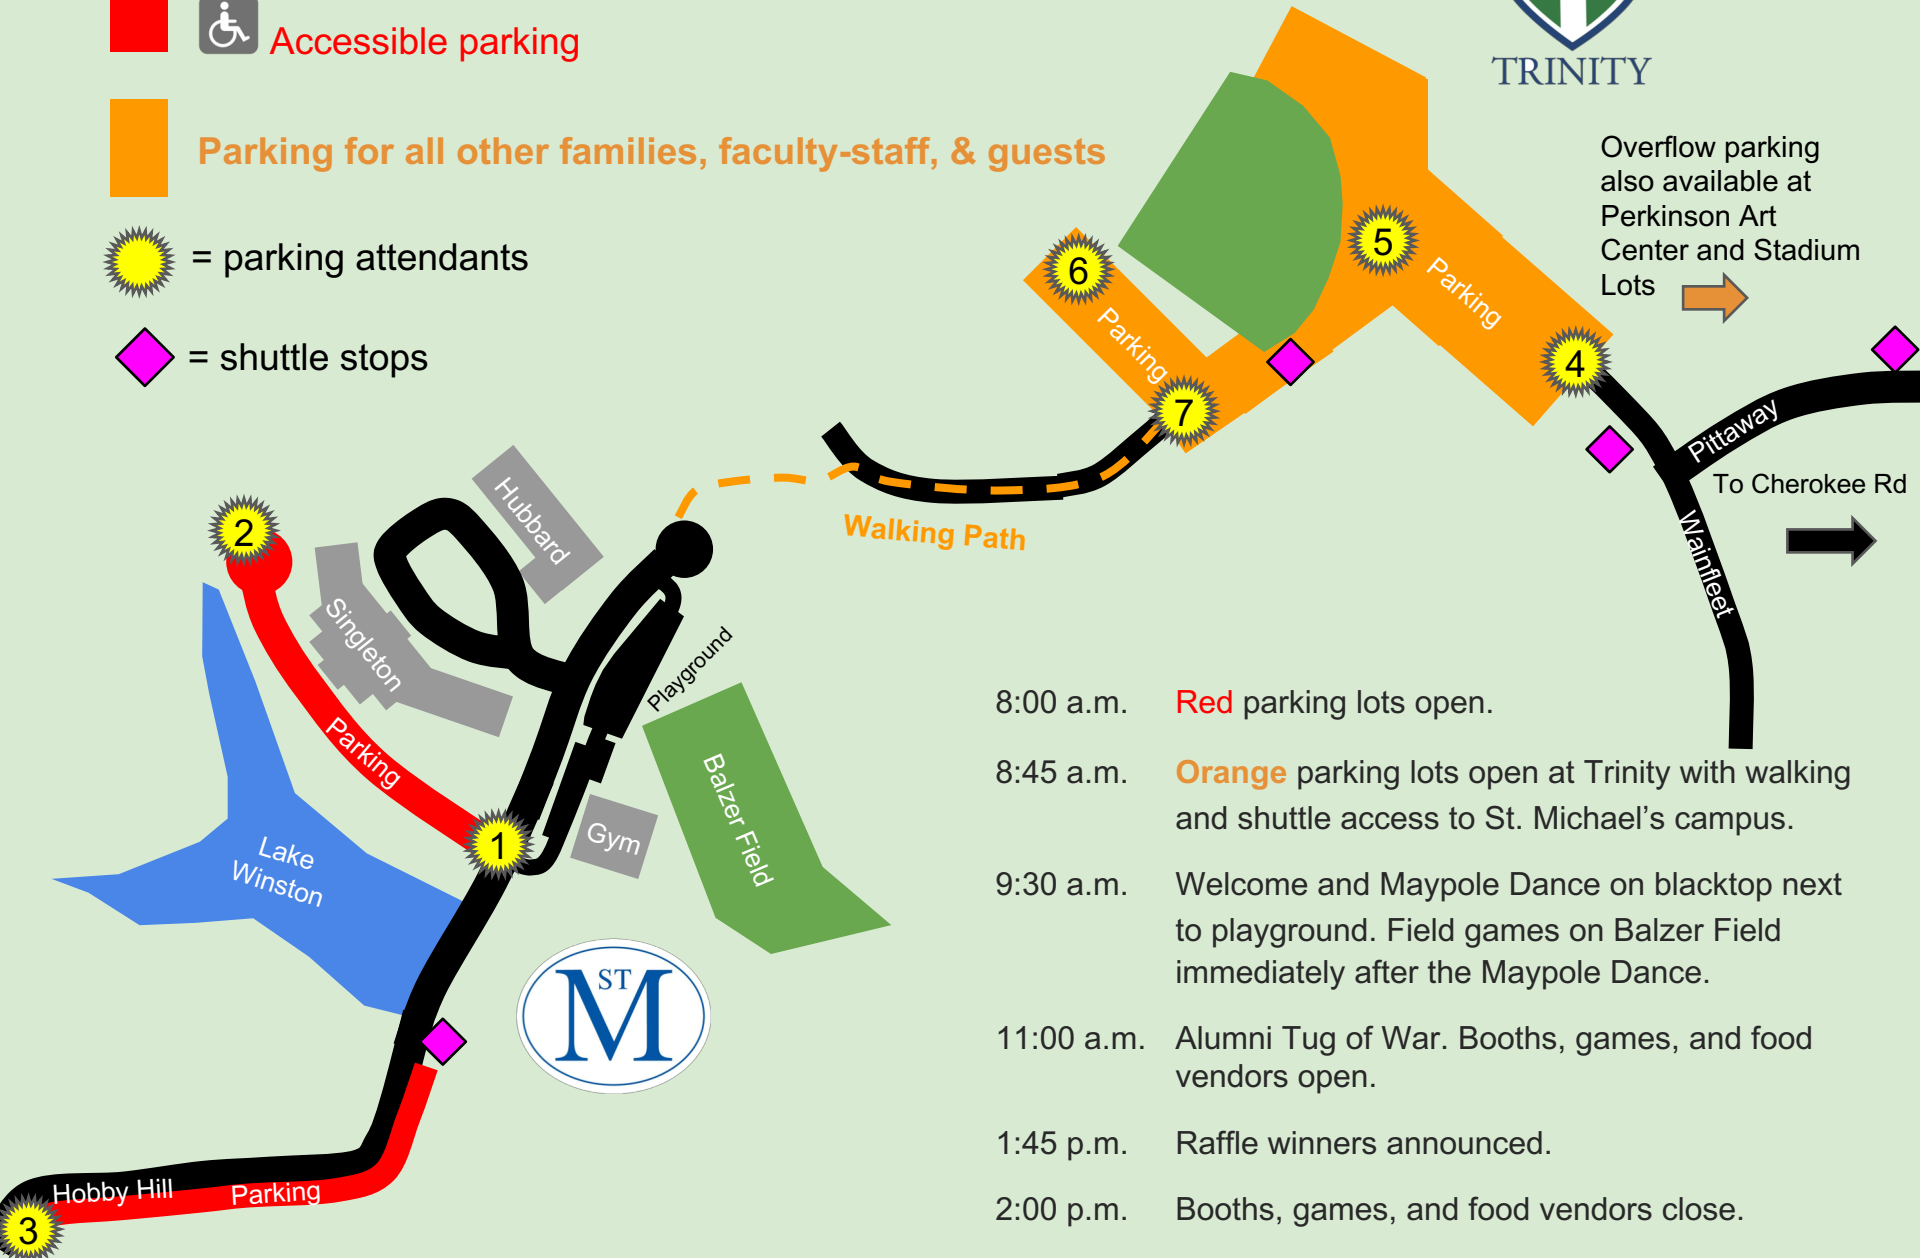 Accessible parking
TRINITY
Parking for all other families, faculty-staff, & guests
Overflow parking
also available at
Perkinson Art
Center and Stadium
Lots
= parking attendants
= shuttle stops
5
6
Parking
Parking
4
7
Pittaway
To Cherokee Rd
Wainfleet
Walking Path
Hubbard
2
Singleton
Playground
Parking
Balzer Field
Gym
1
Lake
Winston
ST
M
Hobby Hill
Parking
3
8:00 a.m. Red parking lots open.
8:45 a.m. Orange parking lots open at Trinity with walking
and shuttle access to St. Michael’s campus.
9:30 a.m. Welcome and Maypole Dance on blacktop next
to playground. Field games on Balzer Field
immediately after the Maypole Dance.
11:00 a.m. Alumni Tug of War. Booths, games, and food
vendors open.
1:45 p.m. Raffle winners announced.
2:00 p.m. Booths, games, and food vendors close.